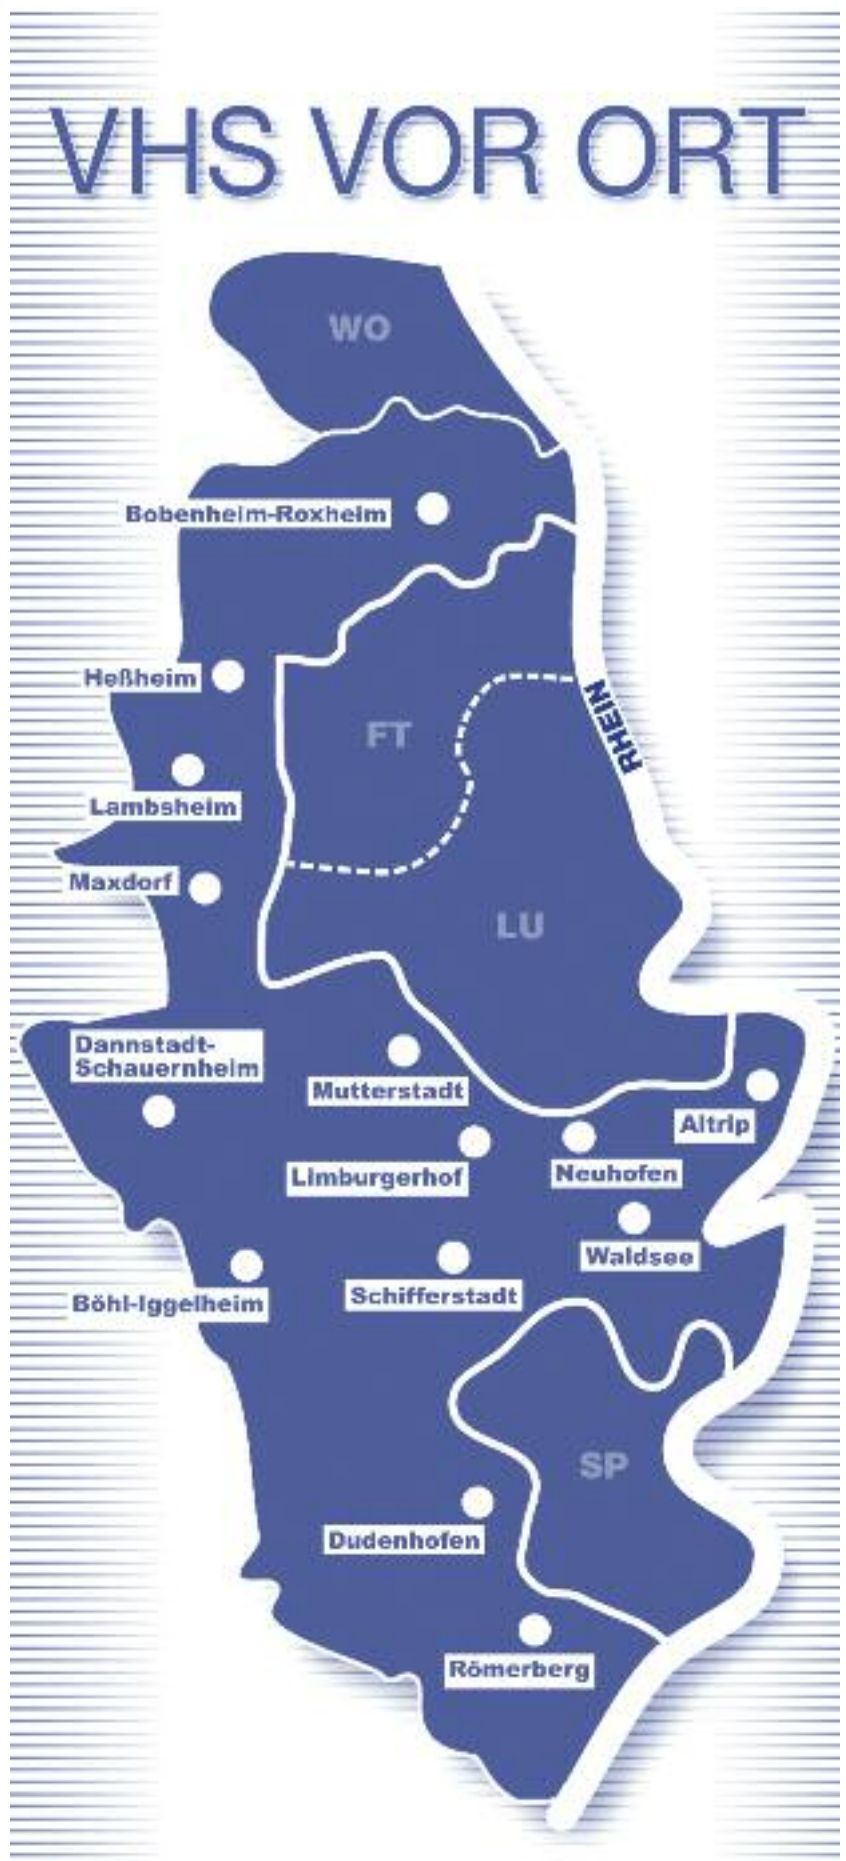 VHS VOR ORT
WO
Bobenheim-Roxheim
Heßheim
RHEIN
FT
Lambsheim
Maxdorf
LU
Dannstadt-
Schauernheim
Mutterstadt
Altrip
Limburgerhof
Neuhofen
Waldsee
Böhl-Iggelheim
Schifferstadt
SP
Dudenhofen
Römerberg